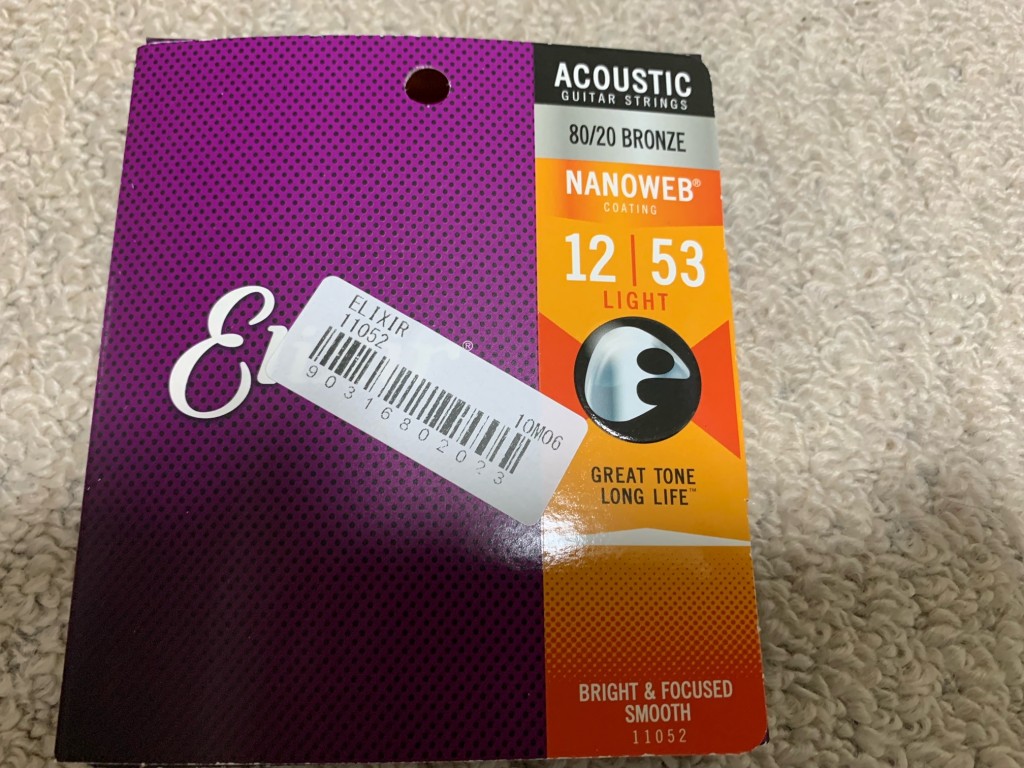 ACOUSTIC
GUITAR STRINGS
80/20 BRONZE
NANOWEB®
COATING
12 | 53
LIGHT
GREAT TONE
LONG LIFE™
BRIGHT & FOCUSED
SMOOTH
11052
ELIXIR
11052
10M06
90316802023